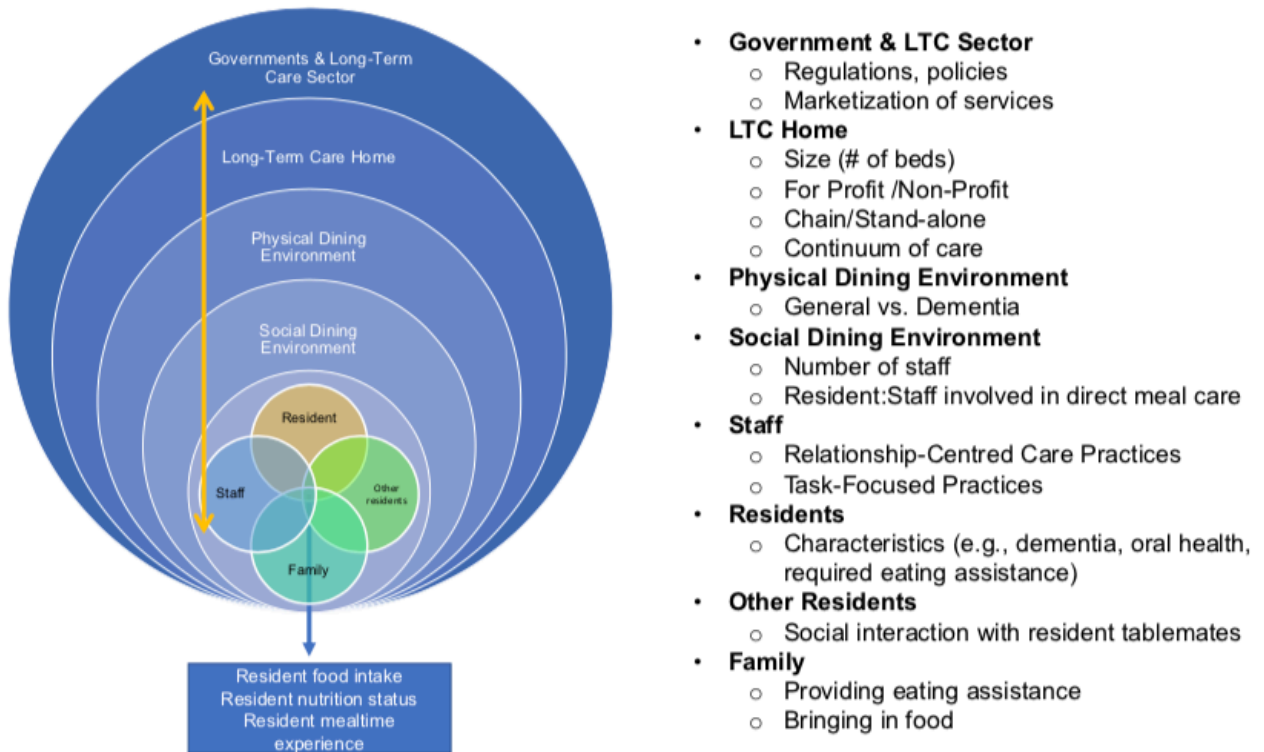 Governments & Long-Term
Care Sector
Long-Term Care Home
Physical Dining
Environment
Social Dining
Environment
Resident
Staff
Other
residents
Family
Resident food intake
Resident nutrition status
Resident mealtime
experience
• Government & LTC Sector
o Regulations, policies
o Marketization of services
• LTC Home
o Size (# of beds)
o For Profit /Non-Profit
o Chain/Stand-alone
o Continuum of care
• Physical Dining Environment
o General vs. Dementia
• Social Dining Environment
o Number of staff
o Resident:Staff involved in direct meal care
• Staff
o Relationship-Centred Care Practices
o Task-Focused Practices
• Residents
o Characteristics (e.g., dementia, oral health,
required eating assistance)
• Other Residents
o Social interaction with resident tablemates
• Family
o Providing eating assistance
o Bringing in food